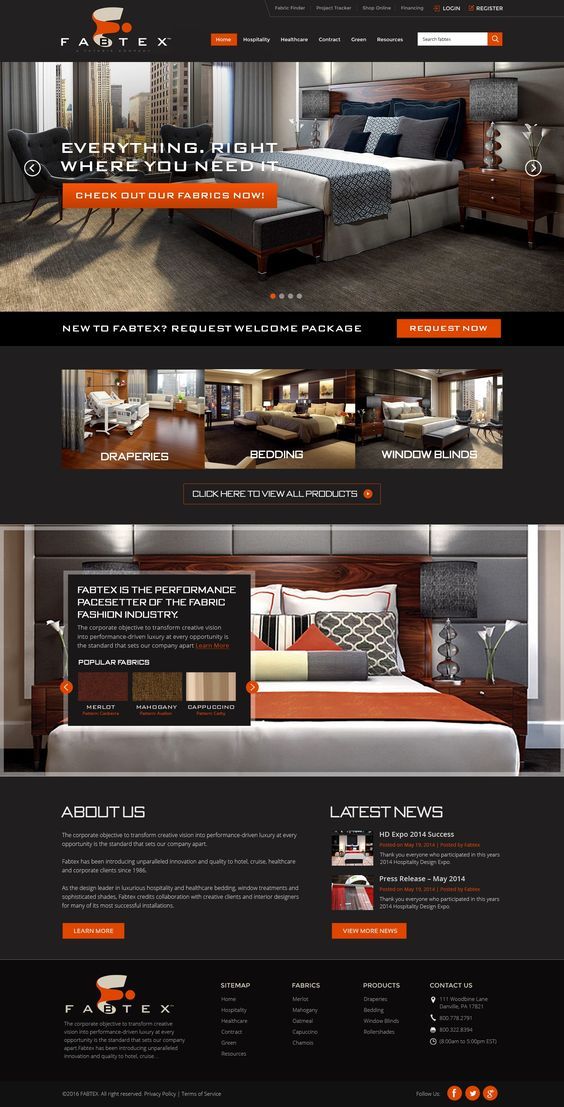 Fabric Finder | Project Tracker | Shop Online | Financing
LOGIN
REGISTER
FABTEX™
Home
Hospitality
Healthcare
Contract
Green
Resources
Search fabtex
EVERYTHING. RIGHT
WHERE YOU NEED IT.
CHECK OUT OUR FABRICS NOW!
NEW TO FABTEX? REQUEST WELCOME PACKAGE
REQUEST NOW
DRAPERIES
BEDDING
WINDOW BLINDS
CLICK HERE TO VIEW ALL PRODUCTS
FABTEX IS THE PERFORMANCE
PACESETTER OF THE FABRIC
FASHION INDUSTRY.
The corporate objective to transform creative vision
into performance-driven luxury at every opportunity is
the standard that sets our company apart Learn More
POPULAR FABRICS
MERLOT
MAHOGANY
CAPPUCCINO
Pattern: Canberra
Pattern: Avalon
Pattern: Cathy
ABOUT US
The corporate objective to transform creative vision into performance-driven luxury at every
opportunity is the standard that sets our company apart.
Fabtex has been introducing unparalleled innovation and quality to hotel, cruise, healthcare
and corporate clients since 1986.
As the design leader in luxurious hospitality and healthcare bedding, window treatments and
sophisticated shades, Fabtex credits collaboration with creative clients and interior designers
for many of its most successful installations.
LEARN MORE
LATEST NEWS
HD Expo 2014 Success
Posted on May 19, 2014 | Posted by Fabtex
Thank you everyone who participated in this years
2014 Hospitality Design Expo.
Press Release – May 2014
Posted on May 19, 2014 | Posted by Fabtex
Thank you everyone who participated in this years
2014 Hospitality Design Expo.
VIEW MORE NEWS
FABTEX™
The corporate objective to transform creative
vision into performance-driven luxury at every
opportunity is the standard that sets our company
apart.Fabtex has been introducing unparalleled
innovation and quality to hotel, cruise...
SITEMAP
Home
Hospitality
Healthcare
Contract
Green
Resources
FABRICS
Merlot
Mahogany
Oatmeal
Capuccino
Chamois
PRODUCTS
Draperies
Bedding
Window Blinds
Rollershades
CONTACT US
111 Woodbine Lane
Danville, PA 17821
800.778.2791
800.322.8394
(8:00am to 5:00pm EST)
©2016 FABTEX. All right reserved. Privacy Policy | Terms of Service
Follow Us: